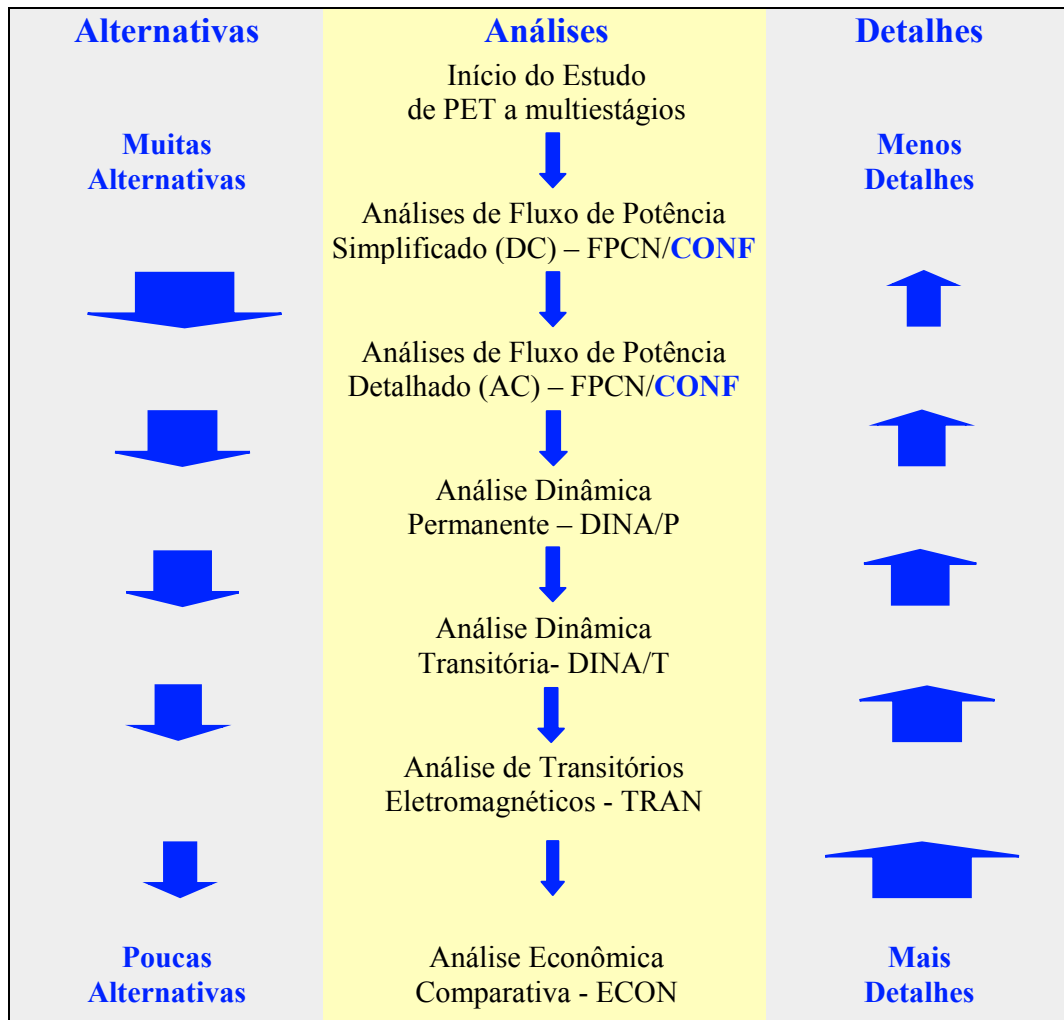 Alternativas
Análises
Detalhes
Início do Estudo
de PET a multiestágios
Muitas
Alternativas
Menos
Detalhes
Análises de Fluxo de Potência
Simplificado (DC) – FPCN/CONF
Análises de Fluxo de Potência
Detalhado (AC) – FPCN/CONF
Análise Dinâmica
Permanente – DINA/P
Análise Dinâmica
Transitória- DINA/T
Análise de Transitórios
Eletromagnéticos - TRAN
Poucas
Alternativas
Análise Econômica
Comparativa - ECON
Mais
Detalhes